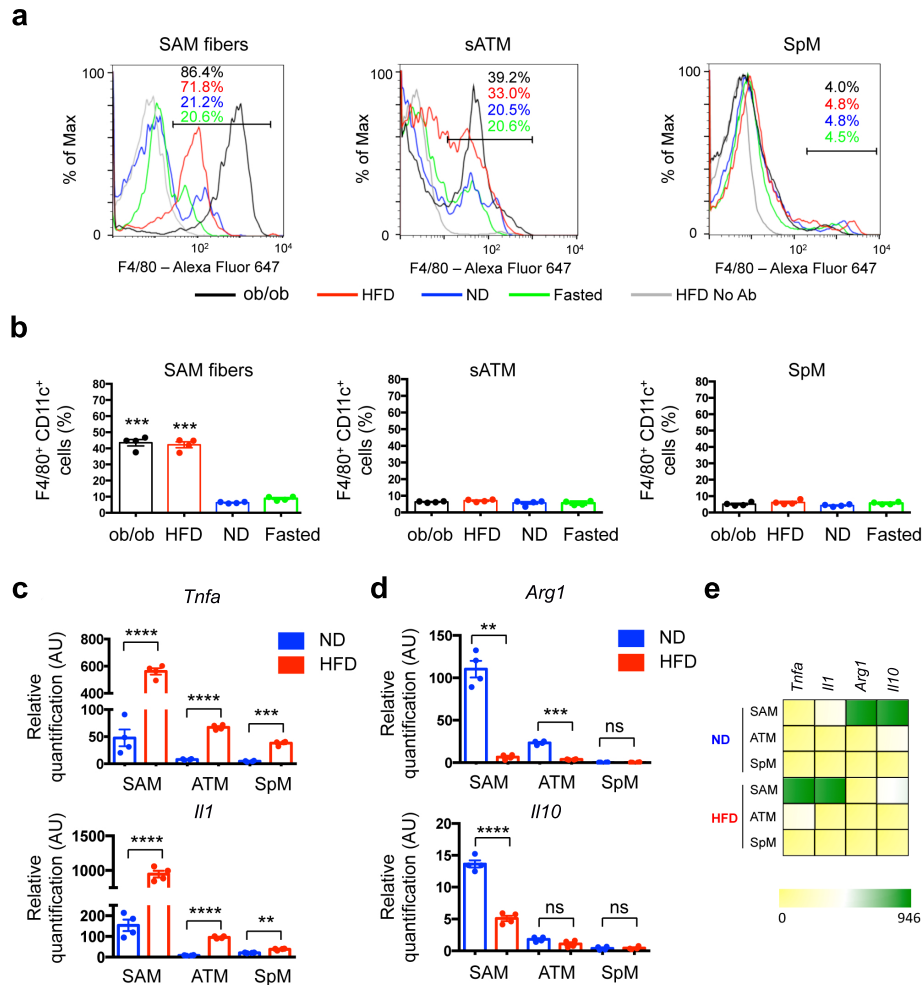 a
SAM fibers
sATM
SpM
% of Max
100
0
10² 10⁴
86.4%
71.8%
21.2%
20.6%
F4/80 – Alexa Fluor 647
% of Max
100
0
10² 10⁴
39.2%
33.0%
20.5%
20.6%
F4/80 – Alexa Fluor 647
% of Max
100
0
10² 10⁴
4.0%
4.8%
4.8%
4.5%
F4/80 – Alexa Fluor 647
ob/ob HFD ND Fasted HFD No Ab
b
SAM fibers
F4/80⁺ CD11c⁺
cells (%)
80
70
60
50
40
30
20
10
0
*** ***
ob/ob HFD ND Fasted
sATM
F4/80⁺ CD11c⁺
cells (%)
80
70
60
50
40
30
20
10
0
ob/ob HFD ND Fasted
SpM
F4/80⁺ CD11c⁺
cells (%)
80
70
60
50
40
30
20
10
0
ob/ob HFD ND Fasted
c
Tnfa
Relative
quantification (AU)
800
600
400
100
50
0
**** **** ***
ND
HFD
SAM ATM SpM
Il1
Relative
quantification (AU)
1500
1000
200
100
0
**** **** **
SAM ATM SpM
d
Arg1
Relative
quantification (AU)
150
100
50
0
** *** ns
ND
HFD
SAM ATM SpM
Il10
Relative
quantification (AU)
15
10
5
0
**** ns ns
SAM ATM SpM
e
Tnfa Il1 Arg1 Il10
ND
SAM
ATM
SpM
HFD
SAM
ATM
SpM
0 946